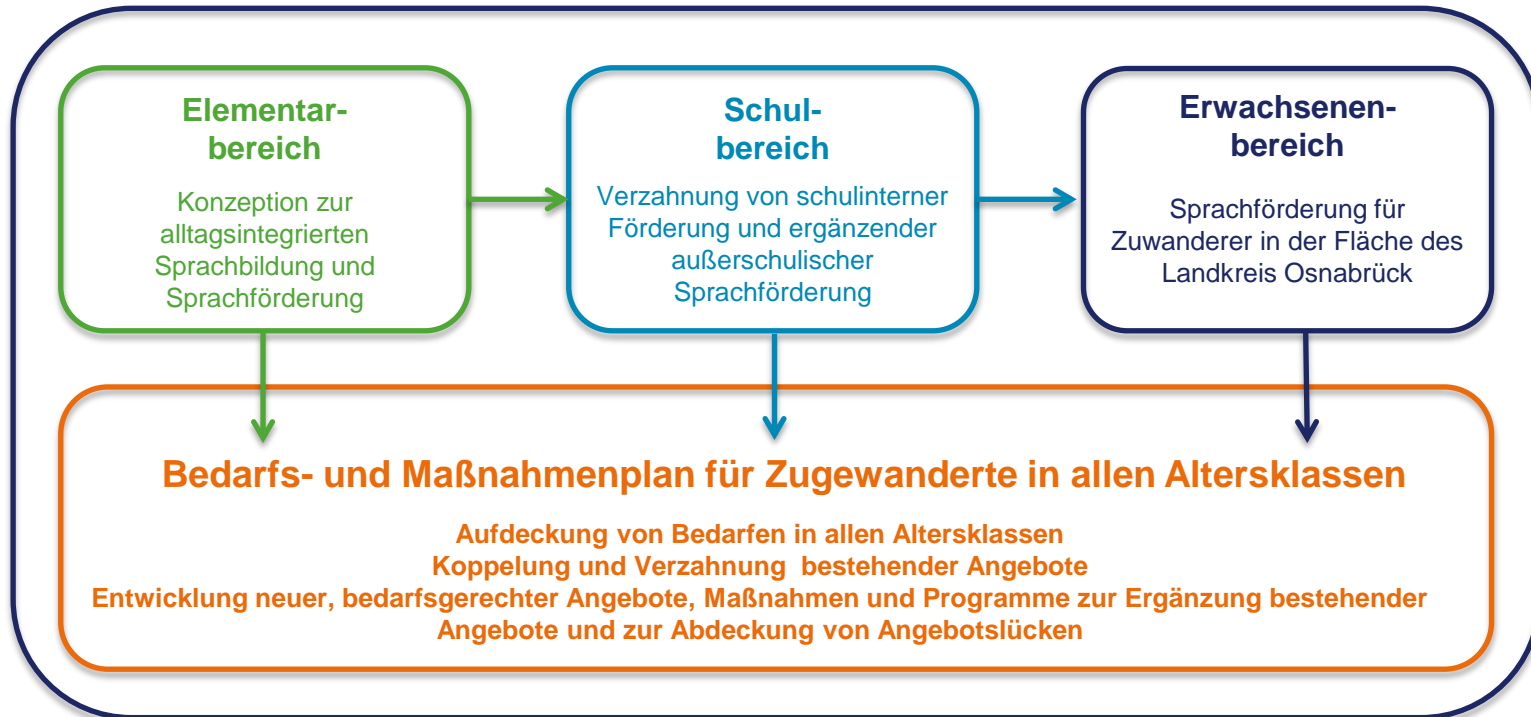 Elementar-
bereich
Konzeption zur
alltagsintegrierten
Sprachbildung und
Sprachförderung
Schul-
bereich
Verzahnung von schulinterner
Förderung und ergänzender
außerschulischer
Sprachförderung
Erwachsenen-
bereich
Sprachförderung für
Zuwanderer in der Fläche des
Landkreis Osnabrück
Bedarfs- und Maßnahmenplan für Zugewanderte in allen Altersklassen
Aufdeckung von Bedarfen in allen Altersklassen
Koppelung und Verzahnung bestehender Angebote
Entwicklung neuer, bedarfsgerechter Angebote, Maßnahmen und Programme zur Ergänzung bestehender
Angebote und zur Abdeckung von Angebotslücken